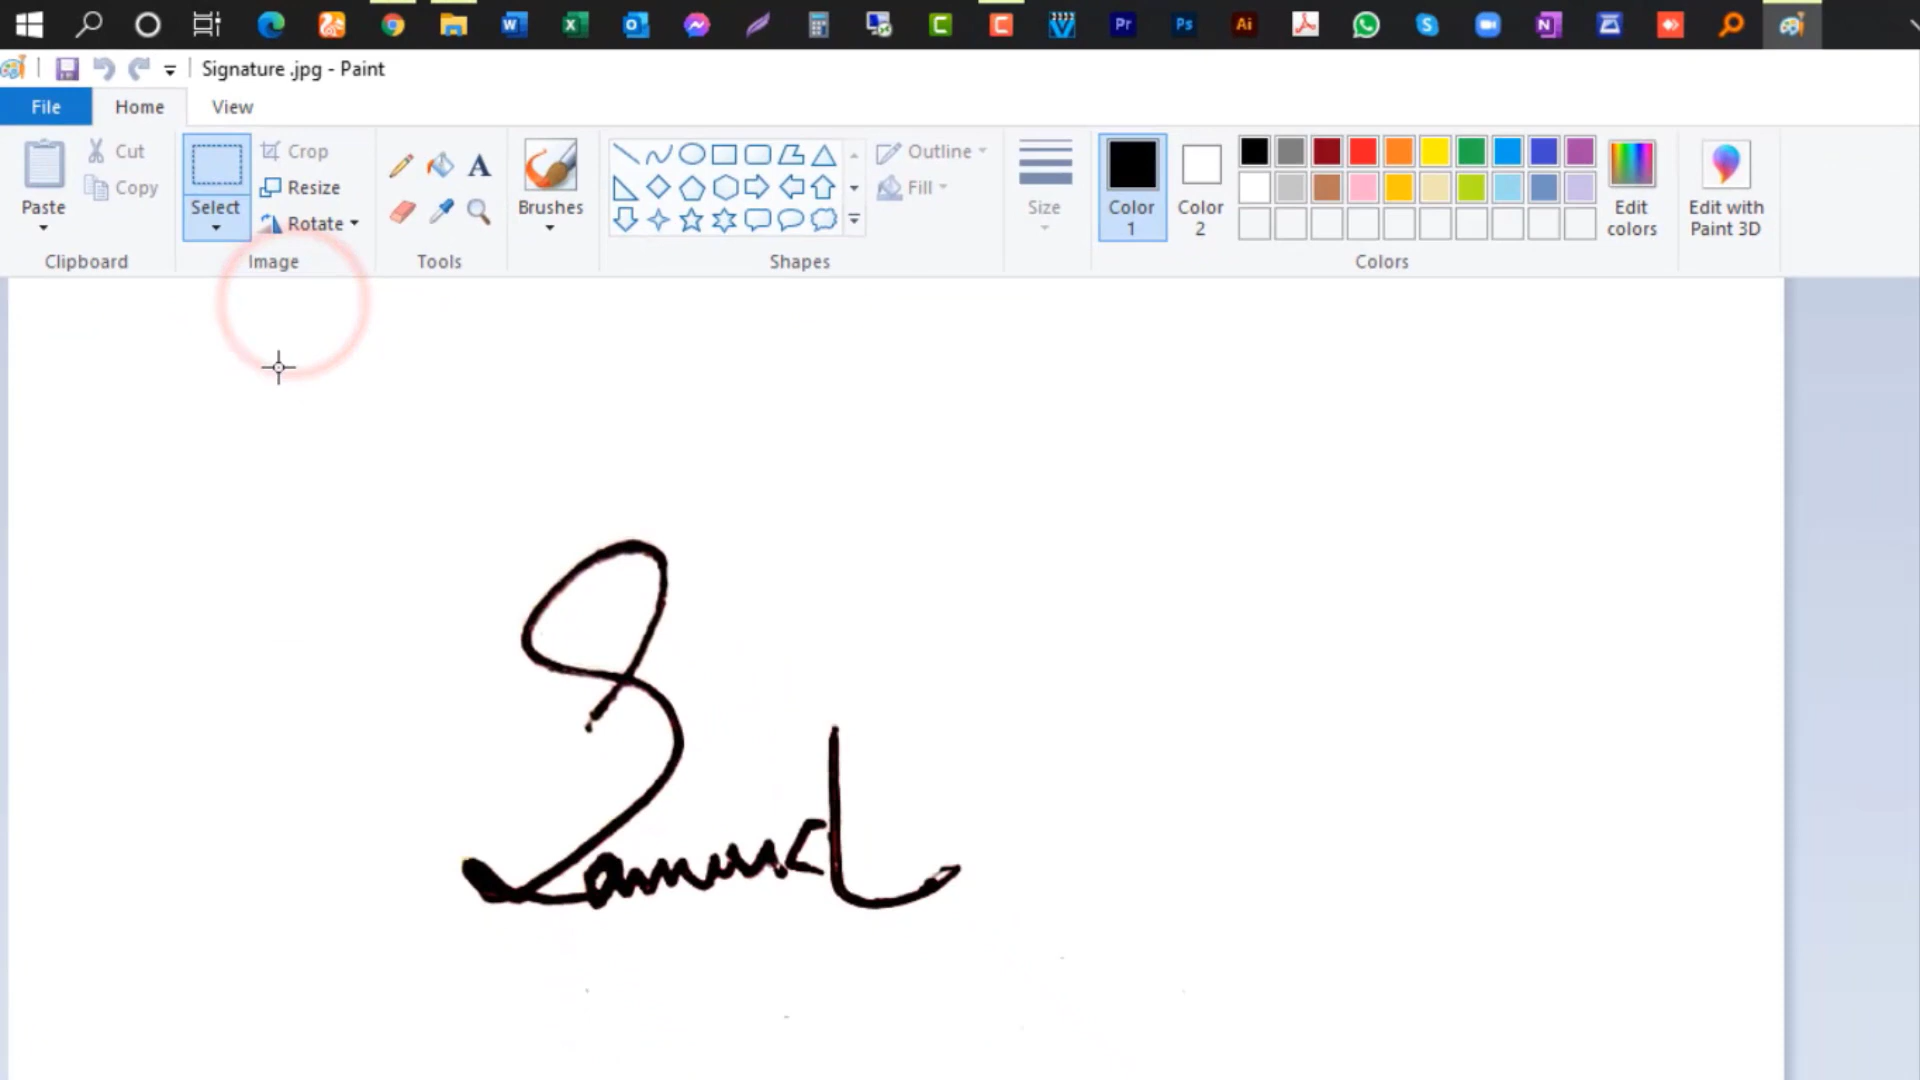 Signature .jpg - Paint
File Home View
Paste Cut Copy Clipboard
Select Crop Resize Rotate Image
Tools
Brushes
Shapes
Outline Fill
Size
Color 1
Color 2
Edit colors
Colors
Edit with Paint 3D
Samuel